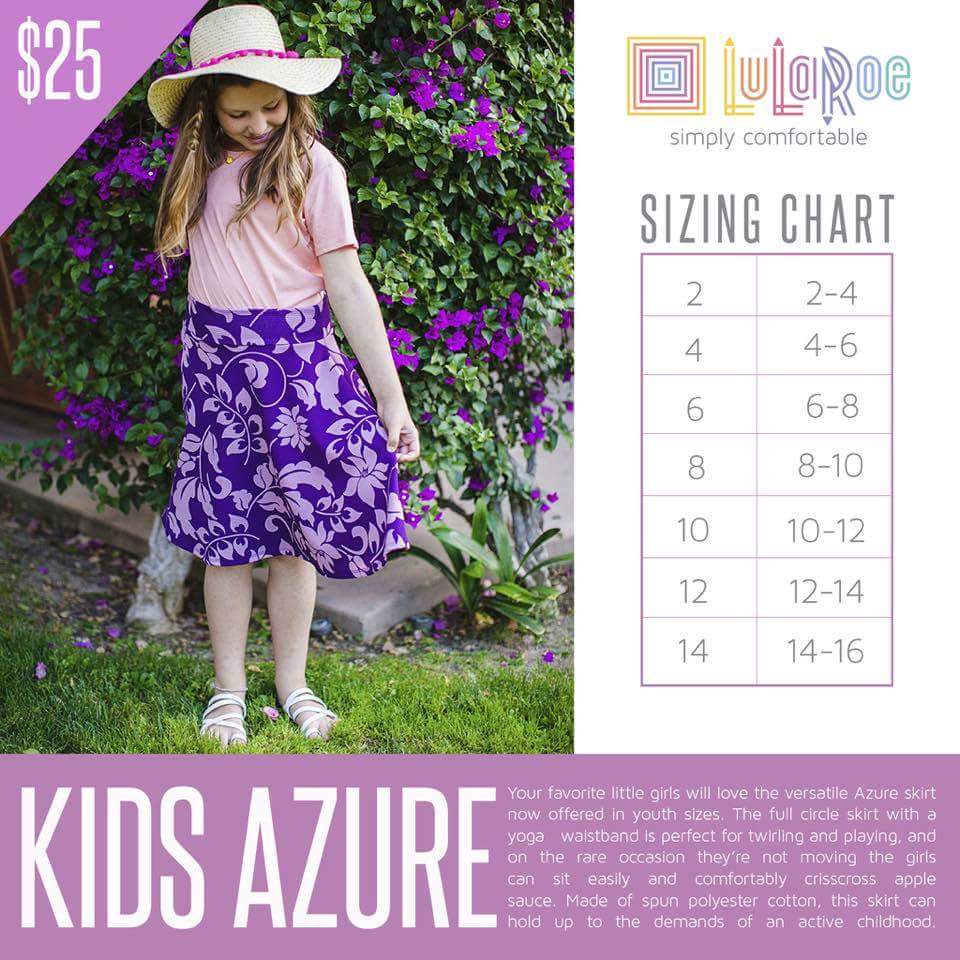 $25
LuLaRoe
simply comfortable
SIZING CHART
2 2-4
4 4-6
6 6-8
8 8-10
10 10-12
12 12-14
14 14-16
KIDS AZURE
Your favorite little girls will love the versatile Azure skirt
now offered in youth sizes. The full circle skirt with a
yoga waistband is perfect for twirling and playing, and
on the rare occasion they're not moving the girls
can sit easily and comfortably crisscross apple
sauce. Made of spun polyester cotton, this skirt can
hold up to the demands of an active childhood.